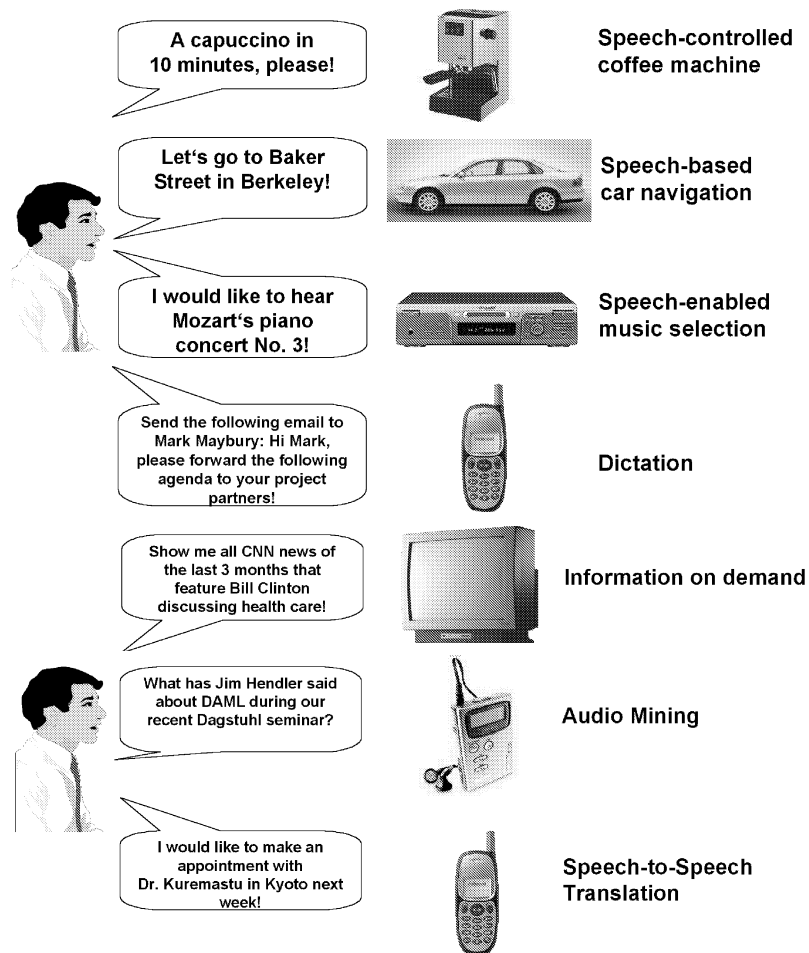 A capuccino in
10 minutes, please!
Speech-controlled
coffee machine
Let‘s go to Baker
Street in Berkeley!
Speech-based
car navigation
I would like to hear
Mozart‘s piano
concert No. 3!
Speech-enabled
music selection
Send the following email to
Mark Maybury: Hi Mark,
please forward the following
agenda to your project
partners!
Dictation
Show me all CNN news of
the last 3 months that
feature Bill Clinton
discussing health care!
Information on demand
What has Jim Hendler said
about DAML during our
recent Dagstuhl seminar?
Audio Mining
I would like to make an
appointment with
Dr. Kuremastu in Kyoto next
week!
Speech-to-Speech
Translation